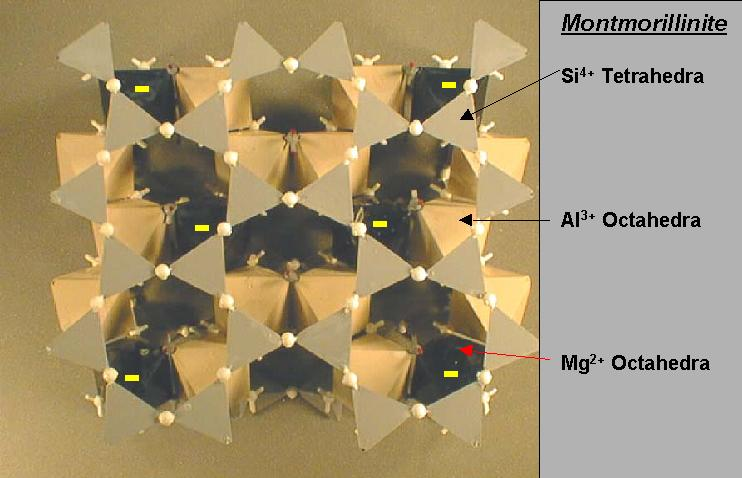 Montmorillinite
Si4+ Tetrahedra
Al3+ Octahedra
Mg2+ Octahedra